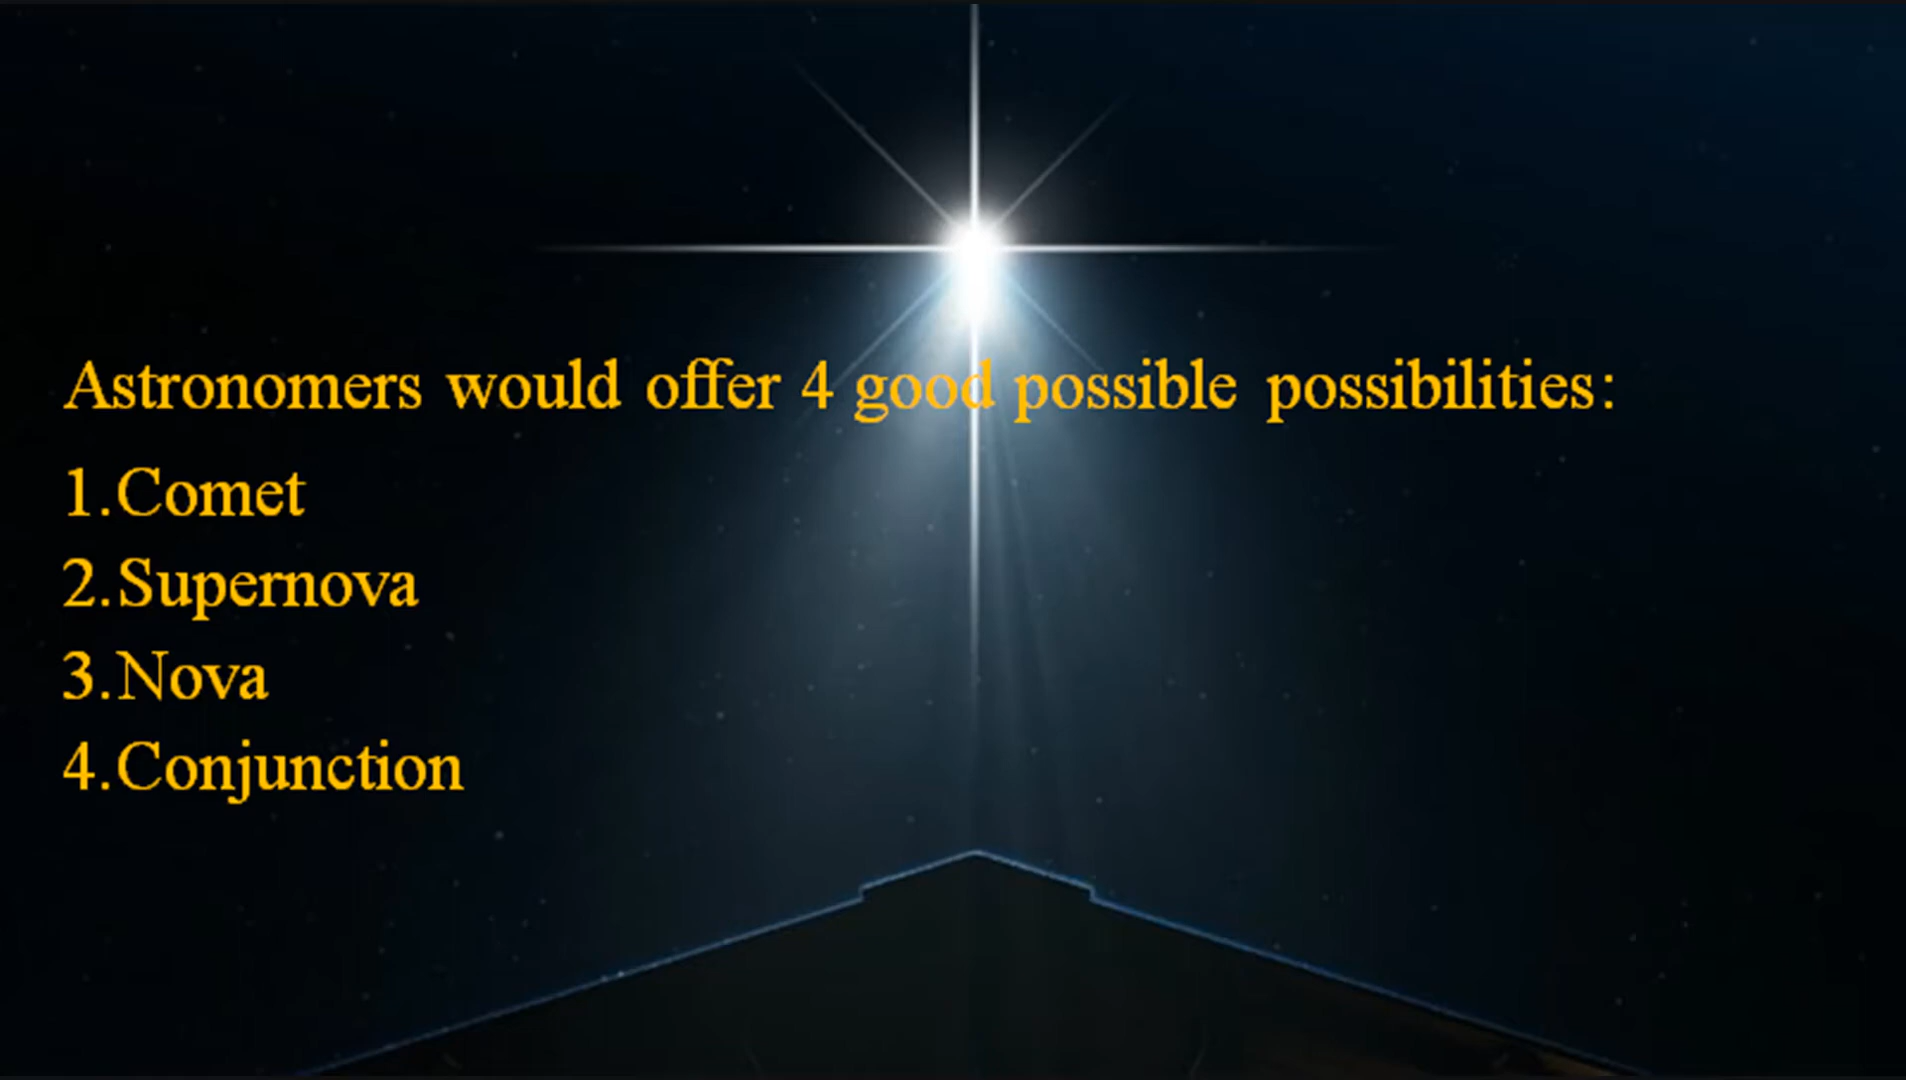 Astronomers would offer 4 good possible possibilities:
1.Comet
2.Supernova
3.Nova
4.Conjunction